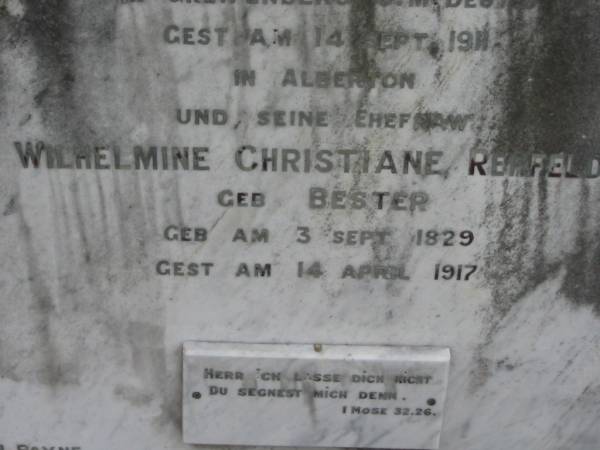 GEST AM 14 SEPT. 1911
IN ALBERTON
UND SEINE EHEFRAU
WILHELMINE CHRISTIANE, REHFELD
GEB BESTER
GEB AM 3 SEPT 1829
GEST AM 14 APRIL 1917
HERR ICH LASSE DICH NICHT
DU SEGNEST MICH DENN.
I MOSE 32.26.